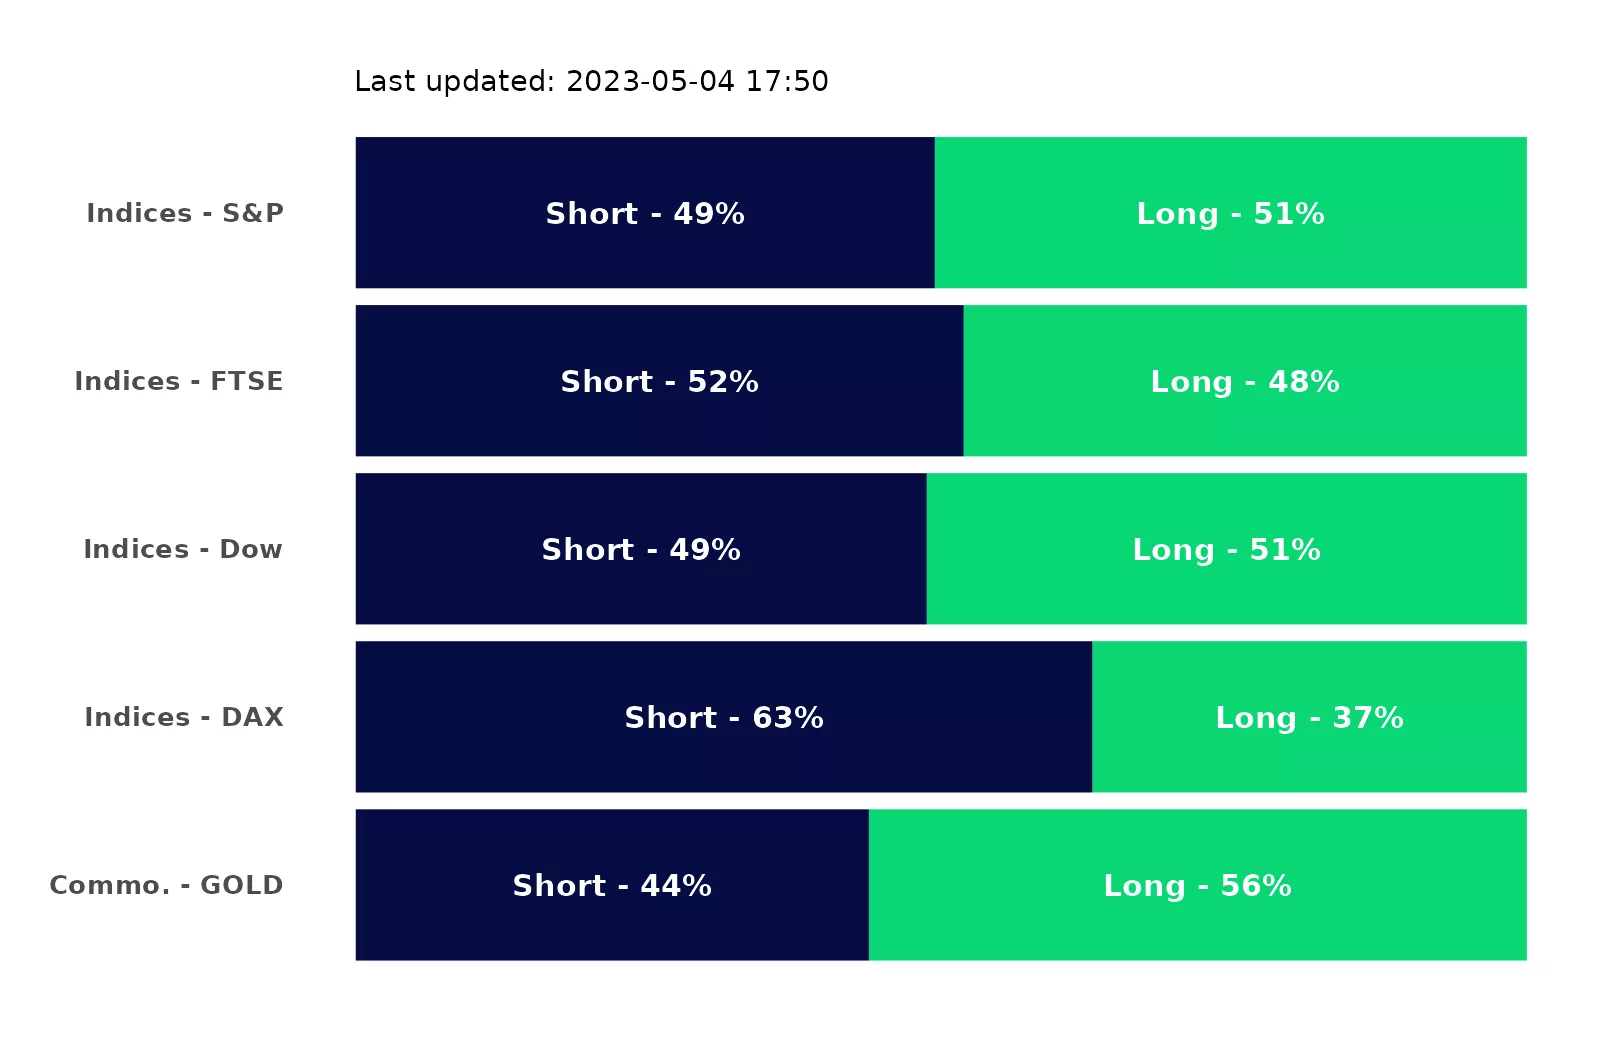 Last updated: 2023-05-04 17:50
Indices - S&P Short - 49% Long - 51%
Indices - FTSE Short - 52% Long - 48%
Indices - Dow Short - 49% Long - 51%
Indices - DAX Short - 63% Long - 37%
Commo. - GOLD Short - 44% Long - 56%